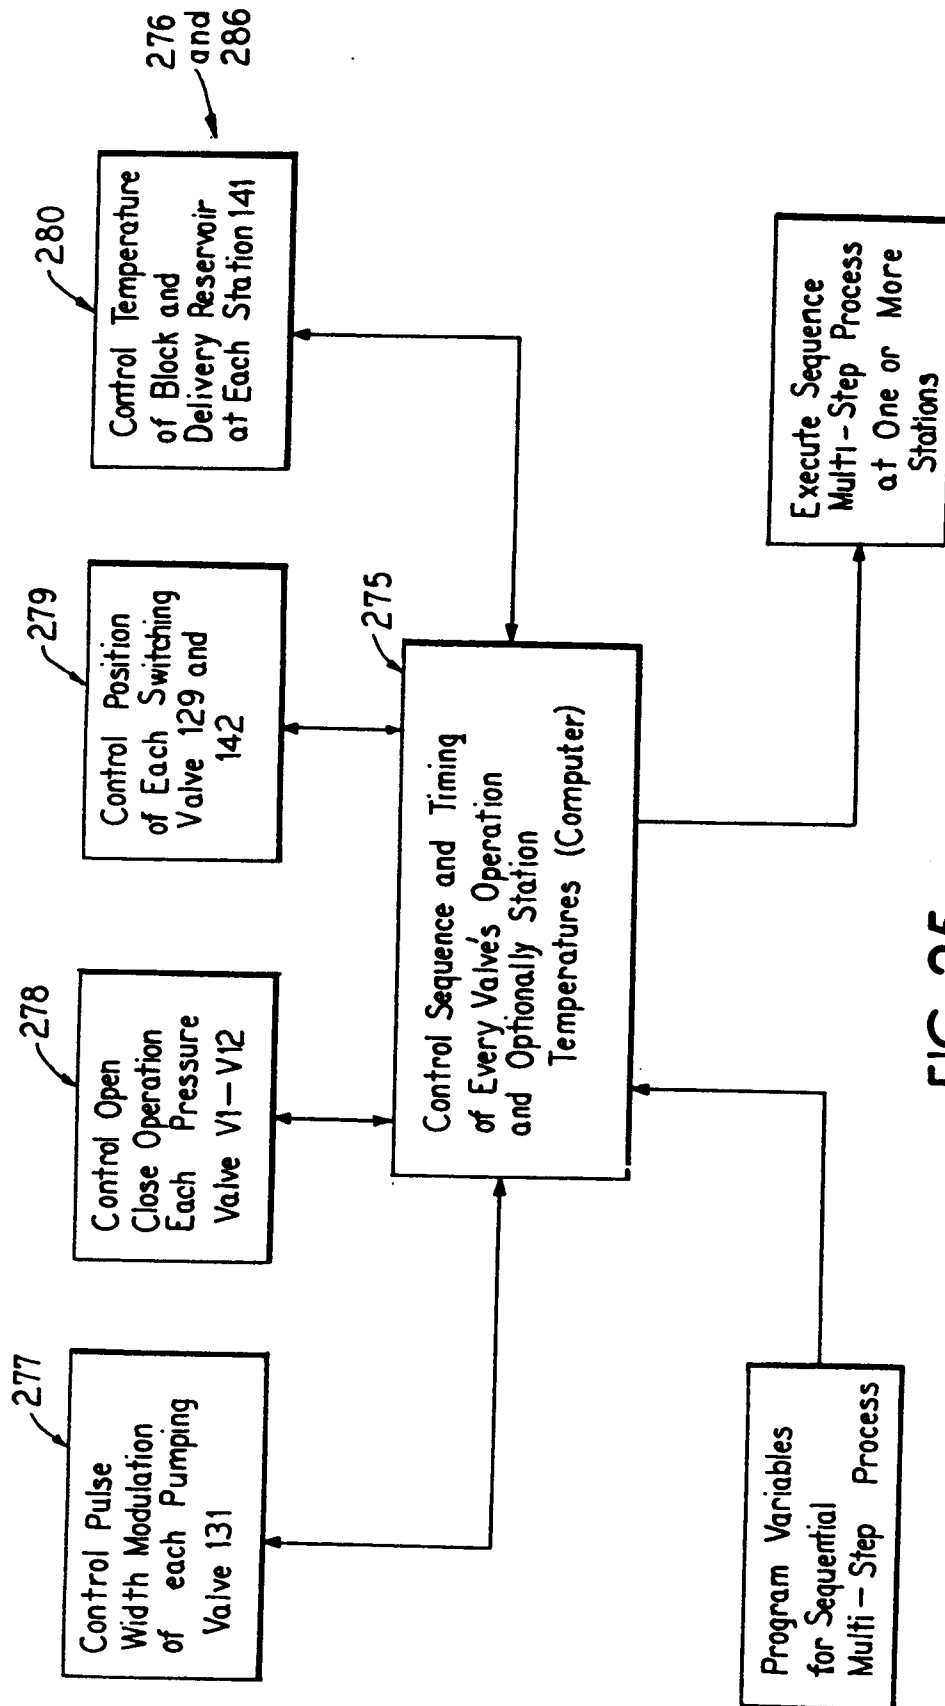 277
Control Pulse
Width Modulation
of each Pumping
Valve 131
278
Control Open
Close Operation
Each Pressure
Valve V1-V12
279
Control Position
of Each Switching
Valve 129 and
142
280
Control Temperature
of Block and
Delivery Reservoir
at Each Station 141
276
and
286
275
Control Sequence and Timing
of Every Valve's Operation
and Optionally Station
Temperatures (Computer)
Program Variables
for Sequential
Multi-Step Process
Execute Sequence
Multi-Step Process
at One or More
Stations